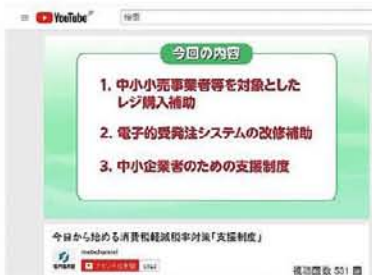 YouTube
検索
今回の内容
1. 中小小売事業者等を対象とした
レジ購入補助
2. 電子的受発注システムの改修補助
3. 中小企業者のための支援制度
今日から始める消費税軽減税率対策「支援制度」
metichannel
視聴回数 531 回